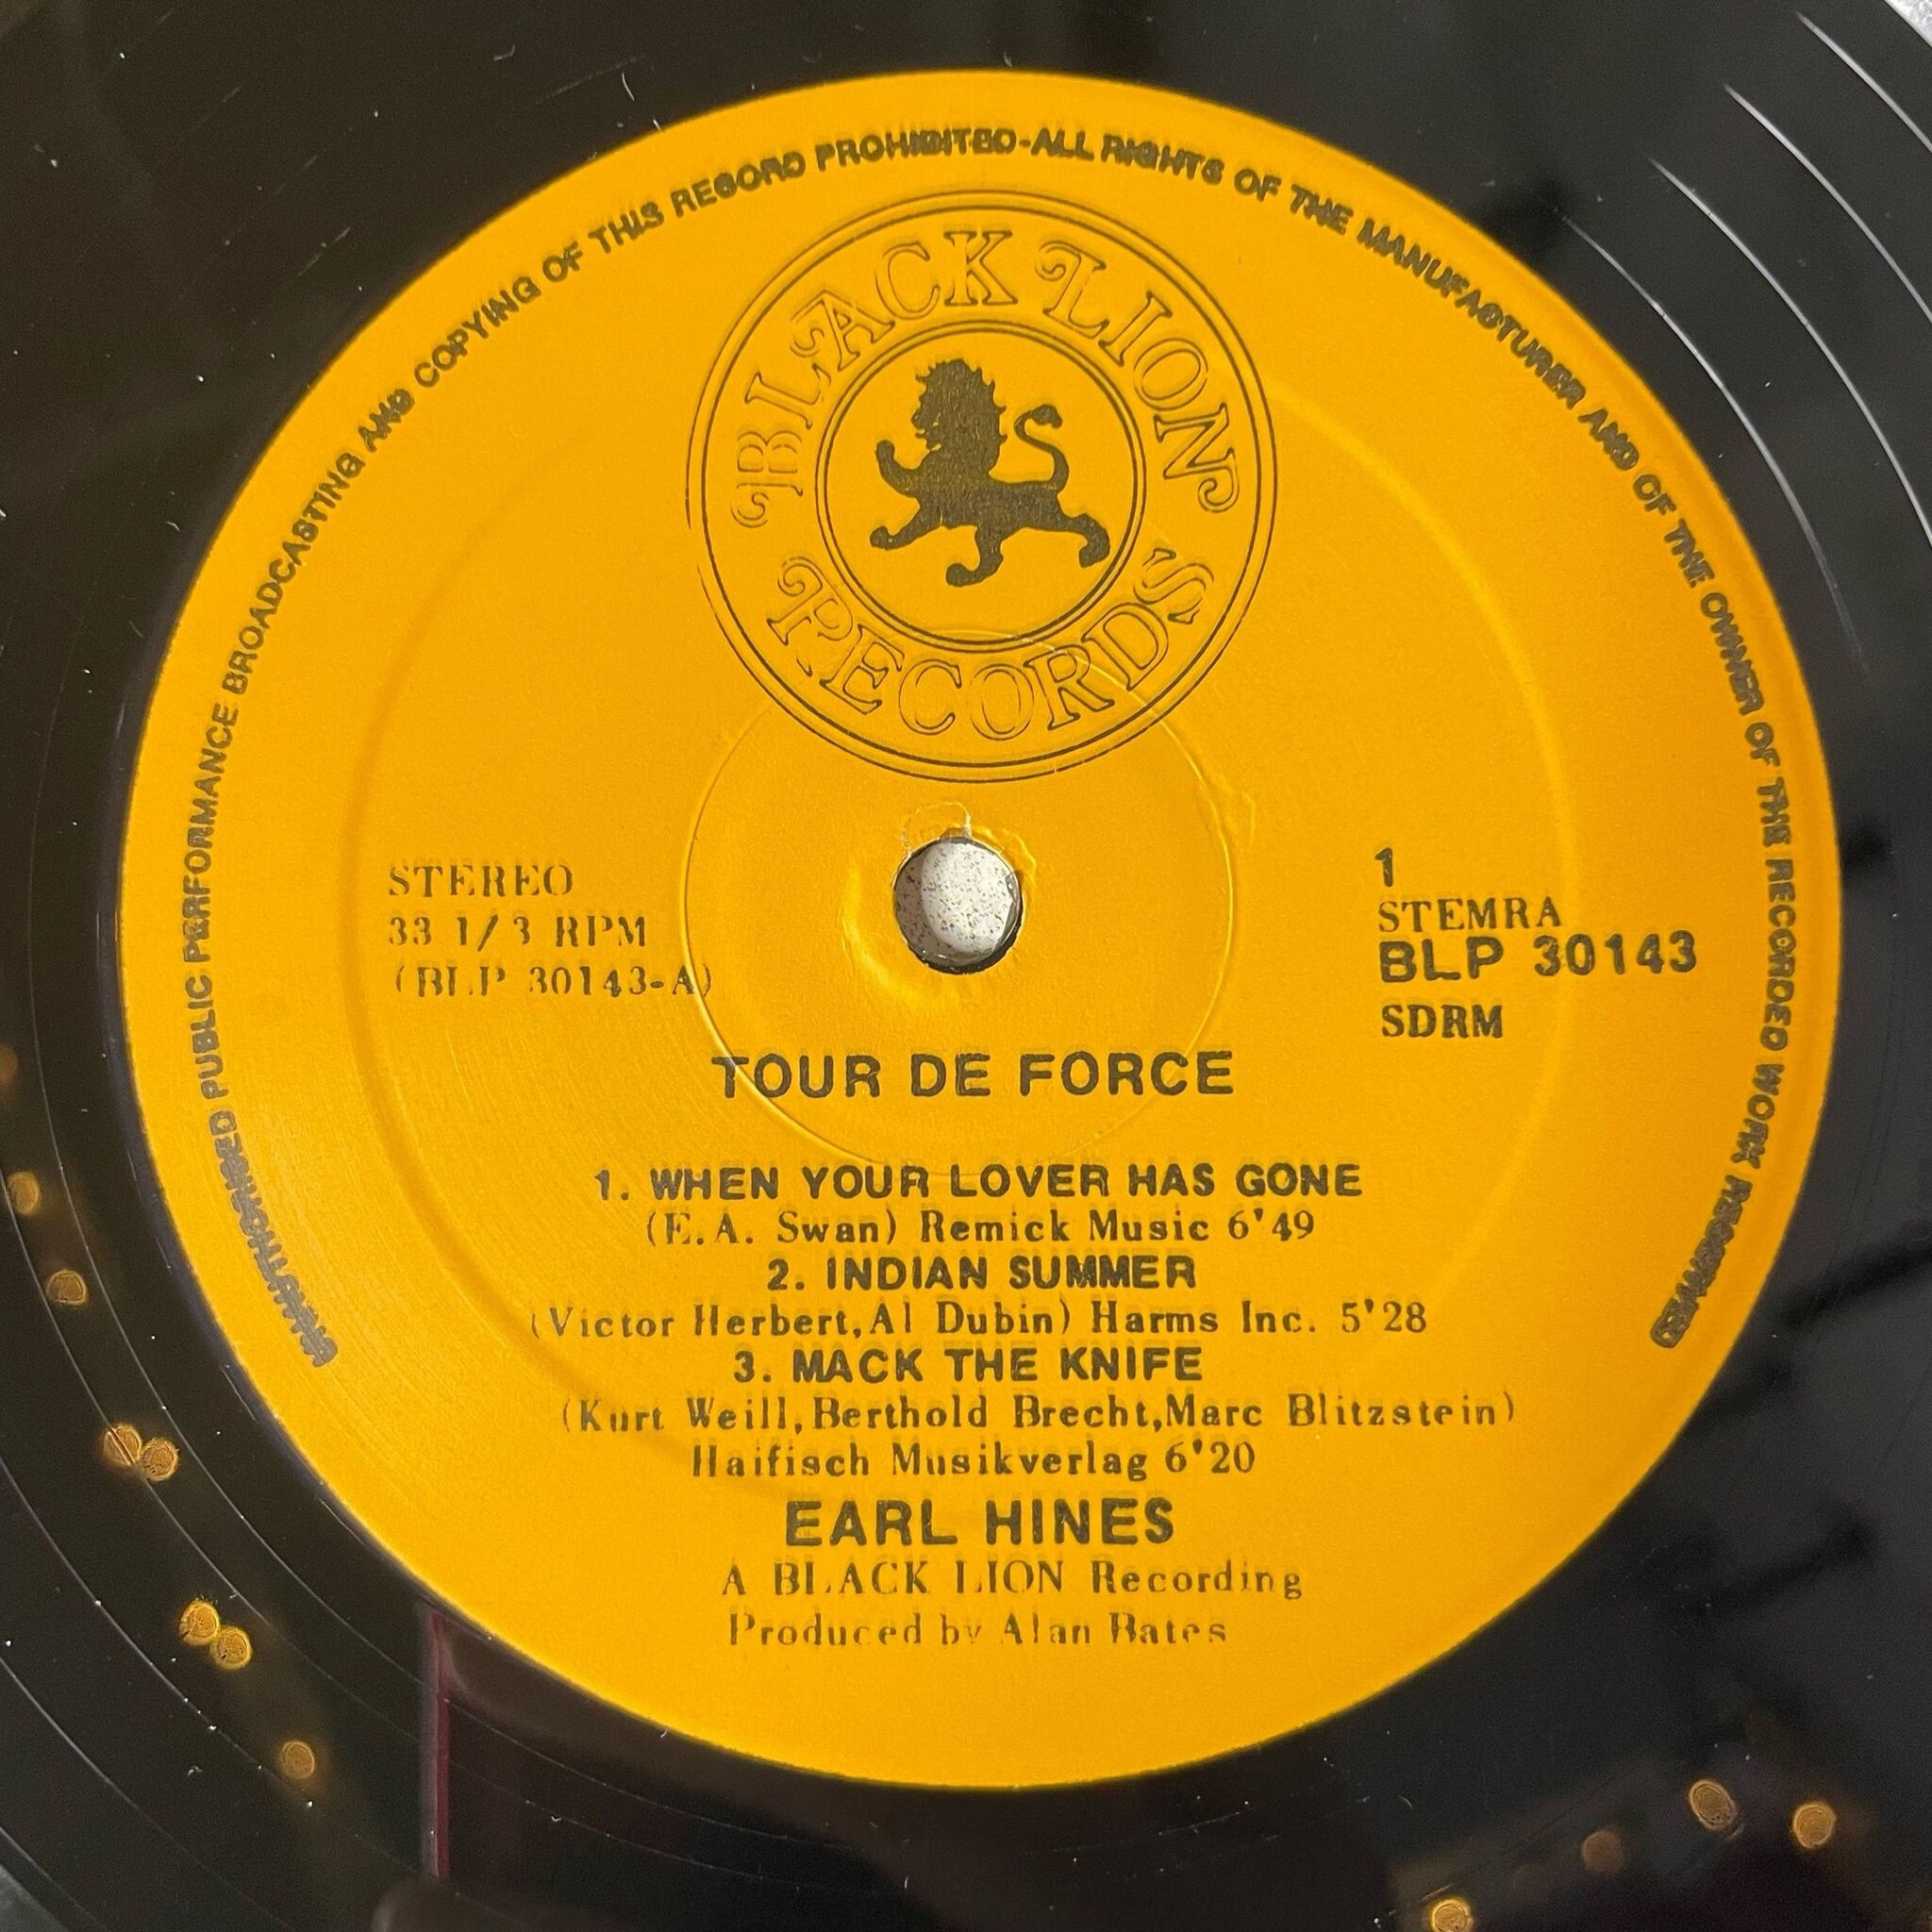 UNAUTHORISED PUBLIC PERFORMANCE BROADCASTING AND COPYING OF THIS RECORD PROHIBITED-ALL RIGHTS OF THE MANUFACTURER AND OF THE OWNER OF THE RECORDED WORK RESERVED
BLACK LION
RECORDS
STEREO
33 1/3 RPM
(BLP 30143-A)
1
STEMRA
BLP 30143
SDRM
TOUR DE FORCE
1. WHEN YOUR LOVER HAS GONE
(E.A. Swan) Remick Music 6'49
2. INDIAN SUMMER
(Victor Herbert,Al Dubin) Harms Inc. 5'28
3. MACK THE KNIFE
(Kurt Weill,Berthold Brecht,Marc Blitzstein)
Haifisch Musikverlag 6'20
EARL HINES
A BLACK LION Recording
Produced by Alan Bates